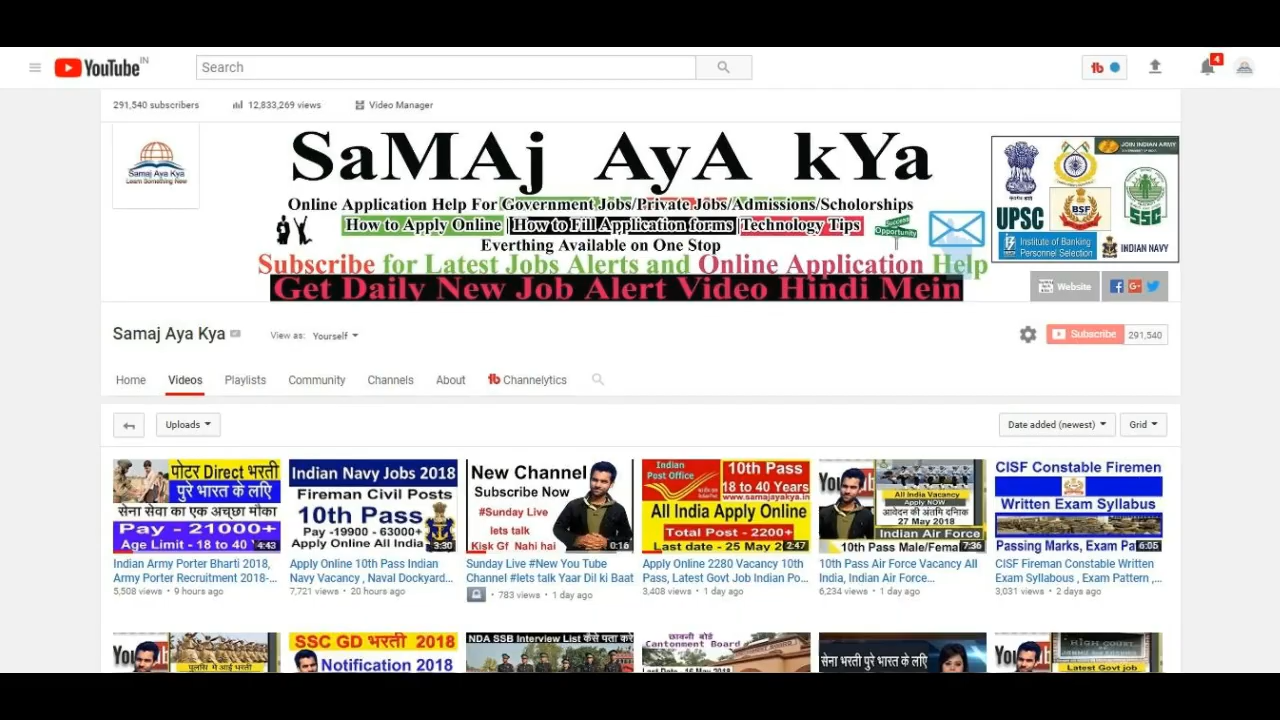 YouTube IN
Search
4
291,540 subscribers
12,833,269 views
Video Manager
Samaj Aya Kya
Learn Something New
SaMAj AyA kYa
Online Application Help For Government Jobs/Private Jobs/Admissions/Scholorships
How to Apply Online | How to Fill Application forms | Technology Tips
Everthing Available on One Stop
Subscribe for Latest Jobs Alerts and Online Application Help
Get Daily New Job Alert Video Hindi Mein
Success
Opportunity
JOIN INDIAN ARMY
UPSC
BSF
SSC
Institute of Banking
Personnel Selection
INDIAN NAVY
Website
Samaj Aya Kya
View as: Yourself
Subscribe 291,540
Home
Videos
Playlists
Community
Channels
About
Channelytics
Uploads
Date added (newest)
Grid
पोटर Direct भरती
पुरे भारत के लिए
सेना सेवा का एक अच्छा मौका
Pay - 21000+
Age Limit - 18 to 40
4:43
Indian Army Porter Bharti 2018,
Army Porter Recruitment 2018-...
5,508 views • 9 hours ago
Indian Navy Jobs 2018
Fireman Civil Posts
10th Pass
Pay -19900 - 63000+
Apply Online All India
3:30
Apply Online 10th Pass Indian
Navy Vacancy , Naval Dockyard...
7,721 views • 20 hours ago
New Channel
Subscribe Now
#Sunday Live
lets talk
Kisk Gf Nahi hai
0:16
Sunday Live #New You Tube
Channel #lets talk Yaar Dil ki Baat
783 views • 1 day ago
Indian
Post Office
10th Pass
18 to 40 Years
www.samajayakya.in
All India Apply Online
Total Post - 2200+
Last date - 25 May 2
2:47
Apply Online 2280 Vacancy 10th
Pass, Latest Govt Job Indian Po...
3,408 views • 1 day ago
You
All India Vacancy
Apply NOW
आवेदन की अंतिम दिनाक
27 May 2018
Indian Air Force
10th Pass Male/Fema
7:36
10th Pass Air Force Vacancy All
India, Indian Air Force...
6,234 views • 1 day ago
CISF Constable Firemen
Written Exam Syllabus
Passing Marks, Exam Pa
6:05
CISF Fireman Constable Written
Exam Syllabous , Exam Pattern ,...
3,031 views • 2 days ago
You
पुलिस मे आई भरती
SSC GD भरती 2018
Notification 2018
NDA SSB Interview List कैसे पता करे
छावनी बोर्ड
Cantonment Board
Last Date - 16 May 2018
सेना भरती पुरे भारत के लिए
You
HIGH COURT
Latest Govt job